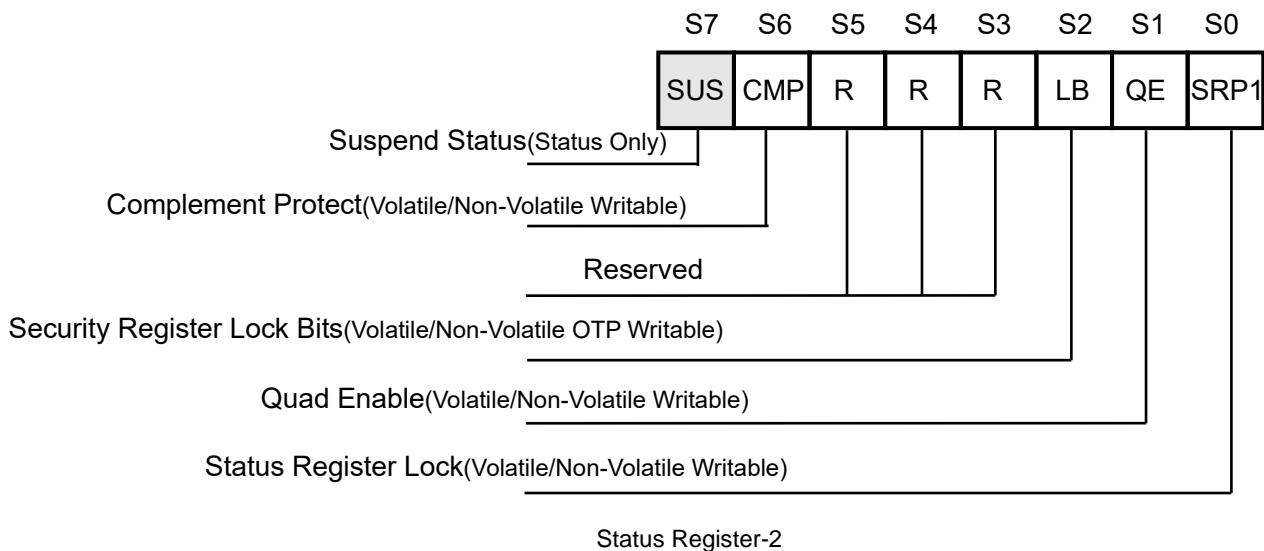 S7 S6 S5 S4 S3 S2 S1 S0
SUS CMP R R R LB QE SRP1
Suspend Status(Status Only)
Complement Protect(Volatile/Non-Volatile Writable)
Reserved
Security Register Lock Bits(Volatile/Non-Volatile OTP Writable)
Quad Enable(Volatile/Non-Volatile Writable)
Status Register Lock(Volatile/Non-Volatile Writable)
Status Register-2